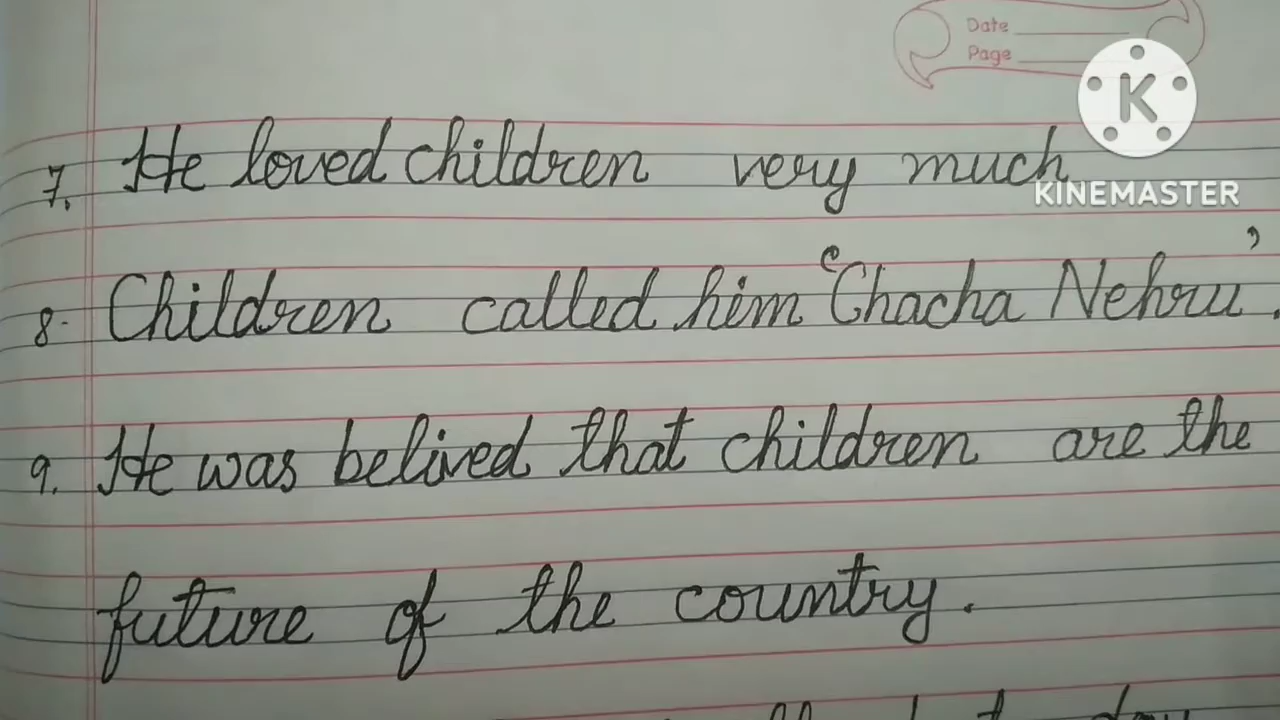 Date
Page
K
KINEMASTER
7. He loved children very much
8. Children called him 'Chacha Nehru'.
9. He was belived that children are the
future of the country.